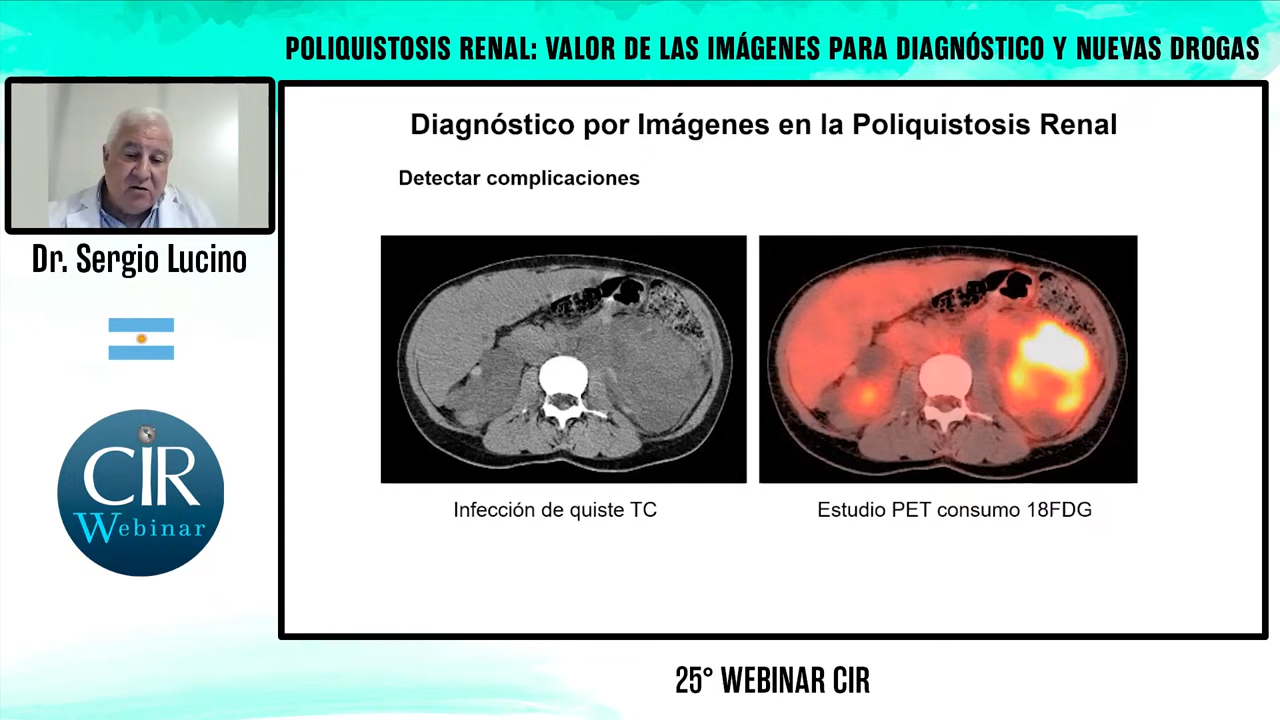 POLIQUISTOSIS RENAL: VALOR DE LAS IMÁGENES PARA DIAGNÓSTICO Y NUEVAS DROGAS
Diagnóstico por Imágenes en la Poliquistosis Renal
Detectar complicaciones
Dr. Sergio Lucino
CIR
Webinar
Infección de quiste TC
Estudio PET consumo 18FDG
25° WEBINAR CIR